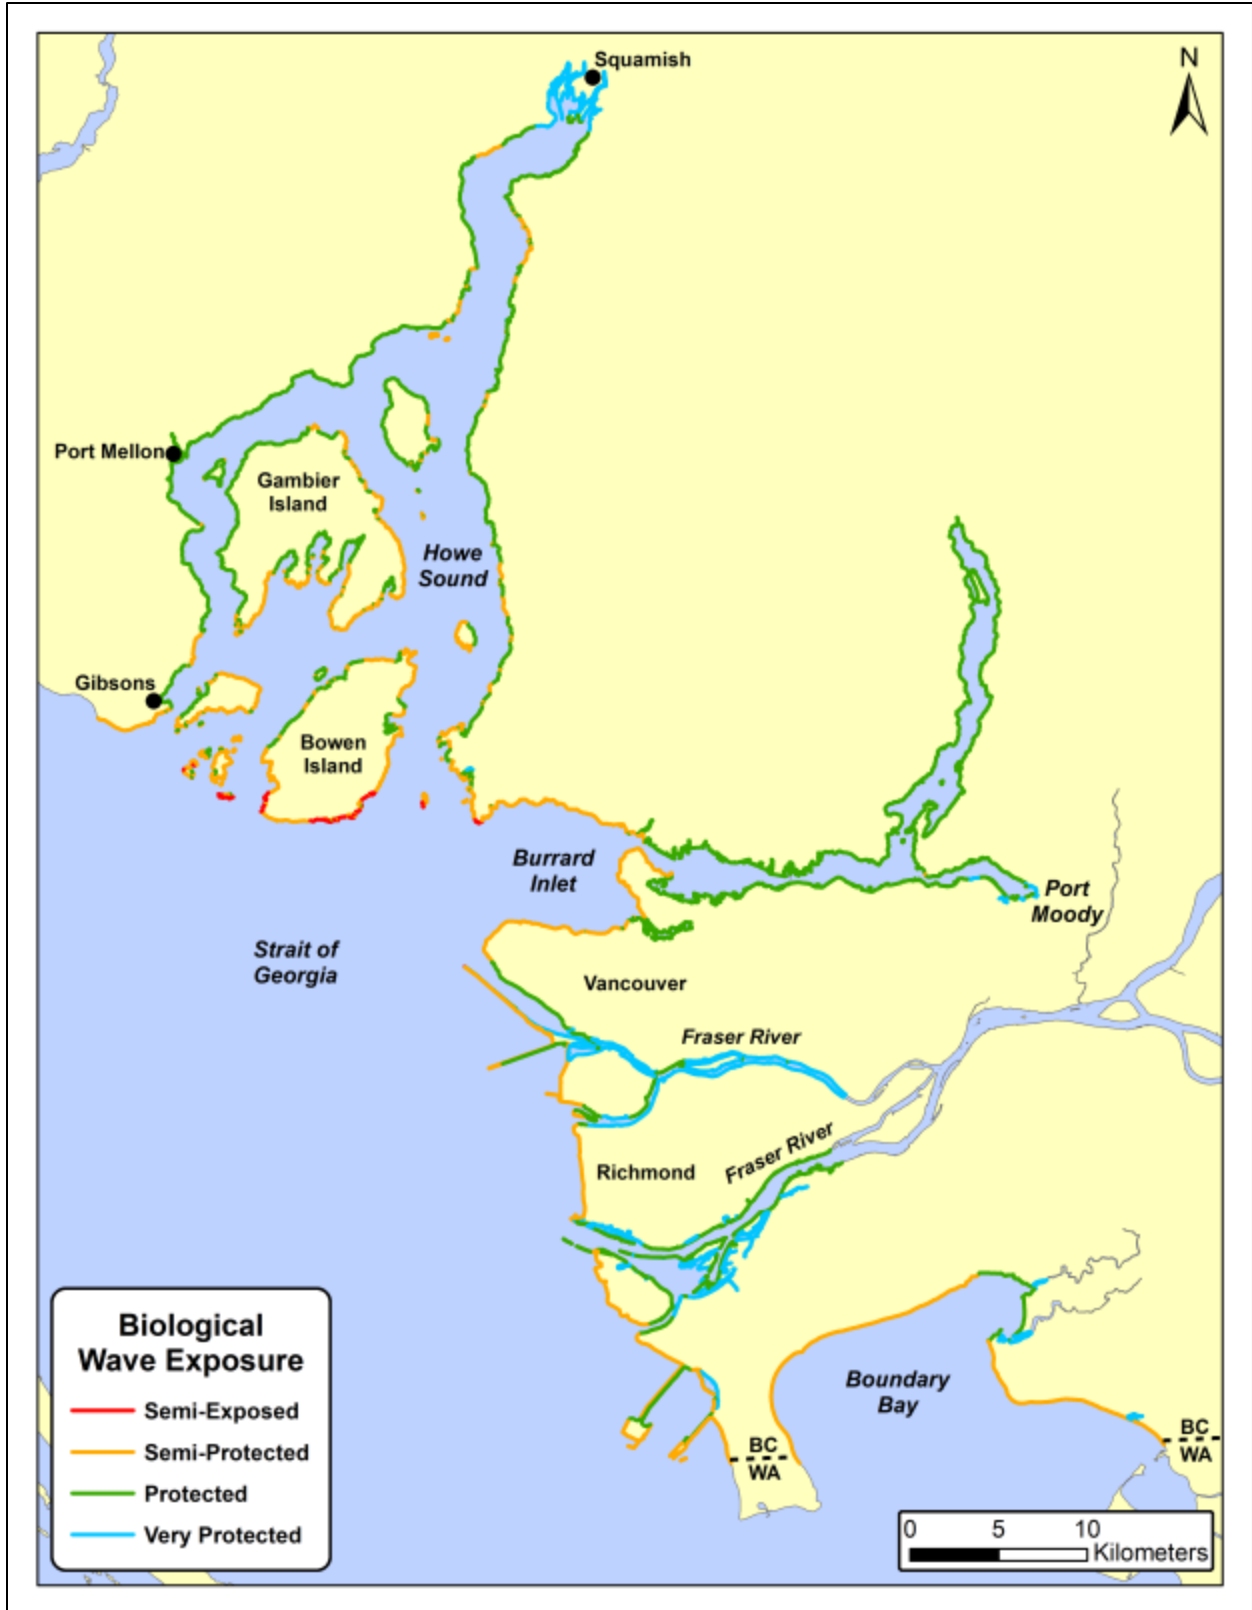 Squamish
N
Port Mellon
Gambier
Island
Howe
Sound
Gibsons
Bowen
Island
Burrard
Inlet
Port
Moody
Strait of
Georgia
Vancouver
Fraser River
Richmond
Fraser River
Boundary
Bay
BC
WA
BC
WA
Biological
Wave Exposure
Semi-Exposed
Semi-Protected
Protected
Very Protected
0 5 10
Kilometers